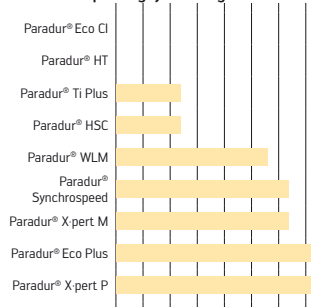 Paradur® Eco CI
Paradur® HT
Paradur® Ti Plus
Paradur® HSC
Paradur® WLM
Paradur®
Synchrospeed
Paradur® X·pert M
Paradur® Eco Plus
Paradur® X·pert P